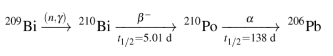 ²⁰⁹Bi —(n,γ)→ ²¹⁰Bi —β⁻, t₁/₂=5.01 d→ ²¹⁰Po —α, t₁/₂=138 d→ ²⁰⁶Pb